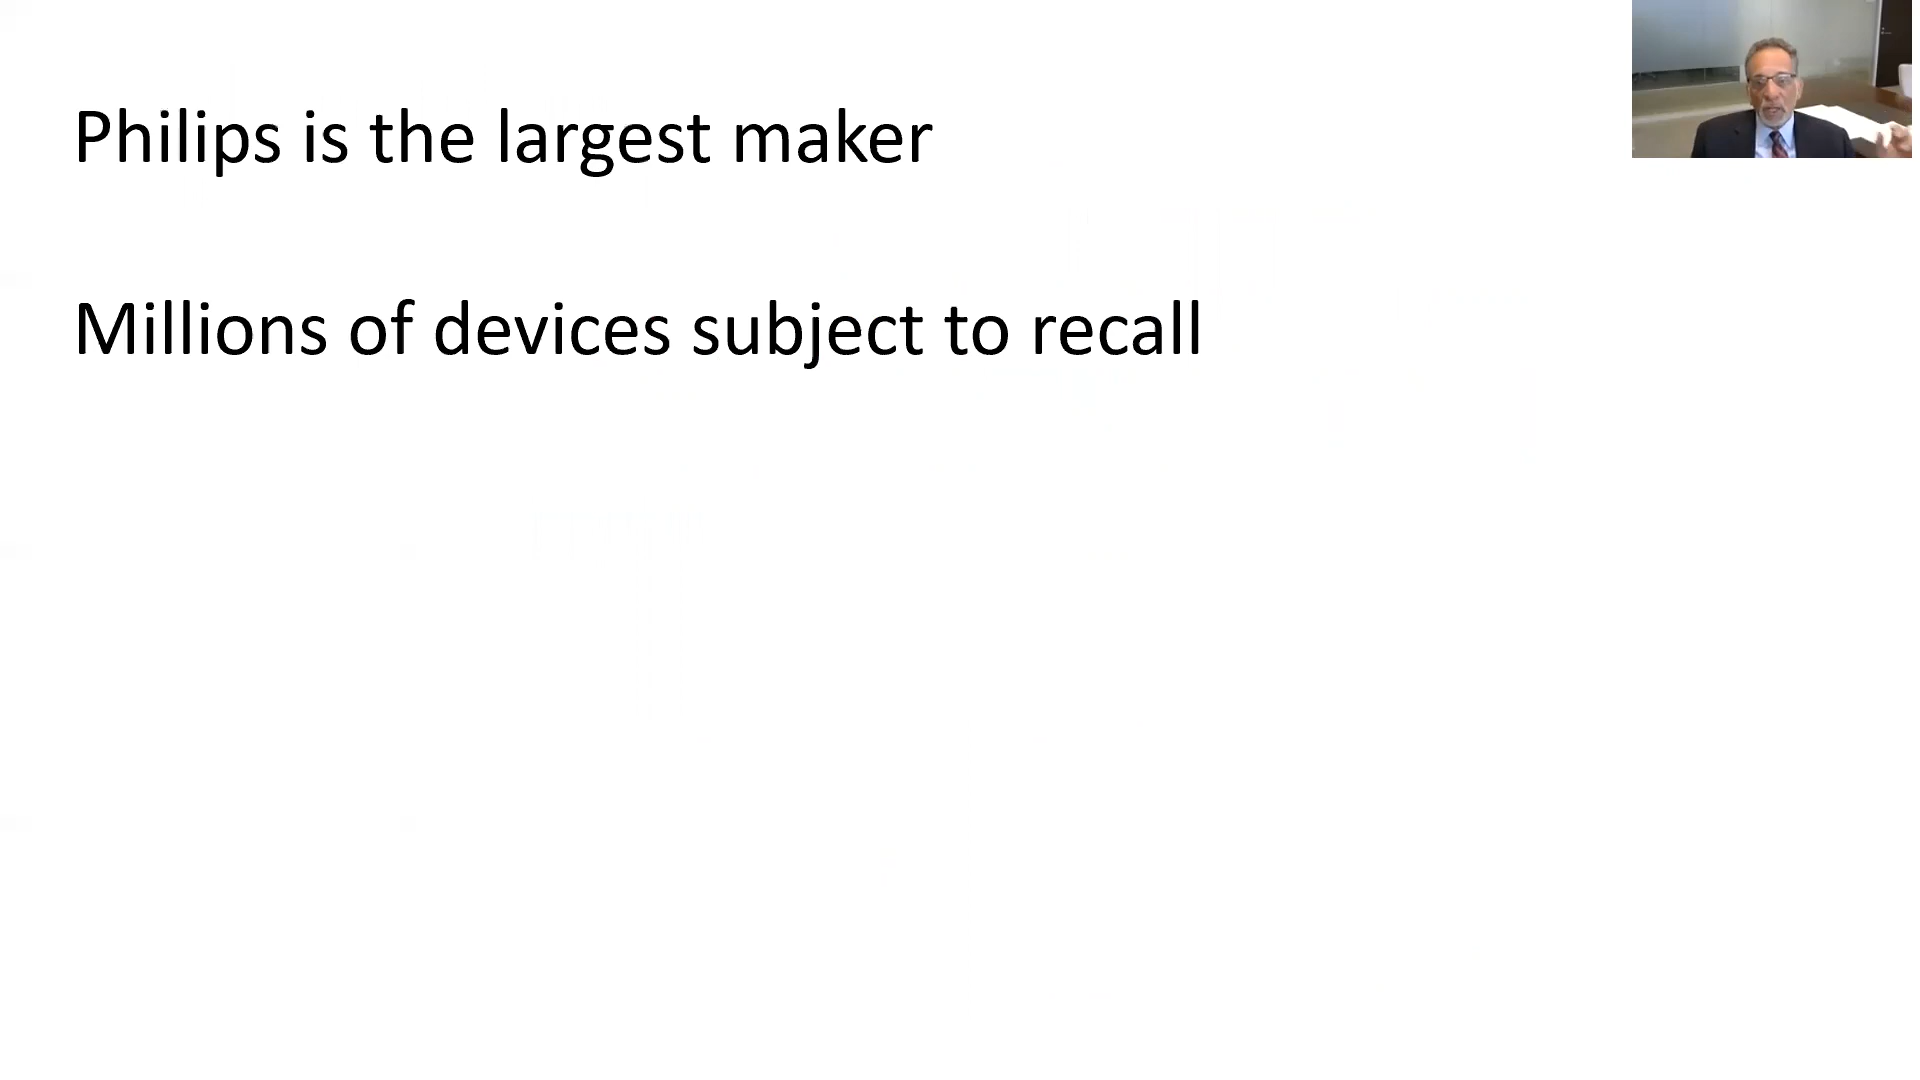 Philips is the largest maker
Millions of devices subject to recall